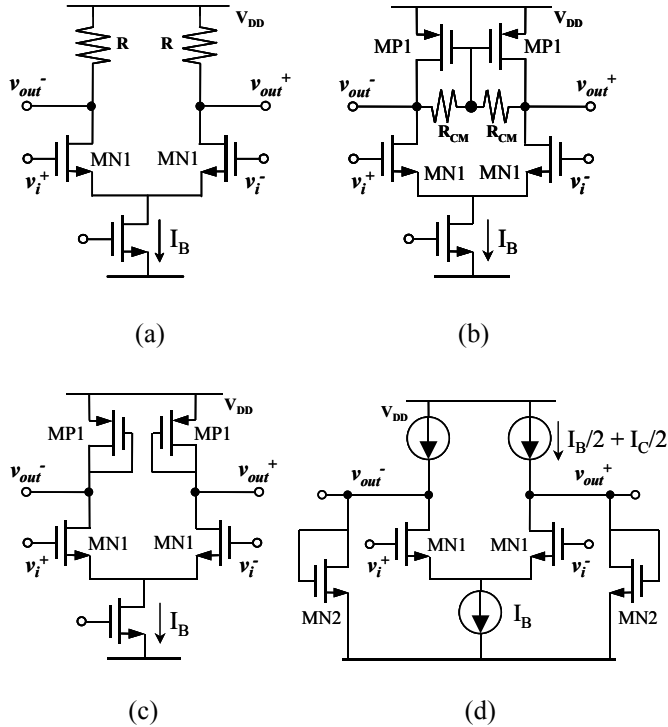 V_DD
R R
v_out^- v_out^+
MN1 MN1
v_i^+ v_i^-
I_B
(a)
V_DD
MP1 MP1
v_out^- v_out^+
R_CM R_CM
MN1 MN1
v_i^+ v_i^-
I_B
(b)
V_DD
MP1 MP1
v_out^- v_out^+
MN1 MN1
v_i^+ v_i^-
I_B
(c)
V_DD
I_B/2 + I_C/2
v_out^- v_out^+
MN1 MN1
v_i^+ v_i^-
MN2 MN2
I_B
(d)